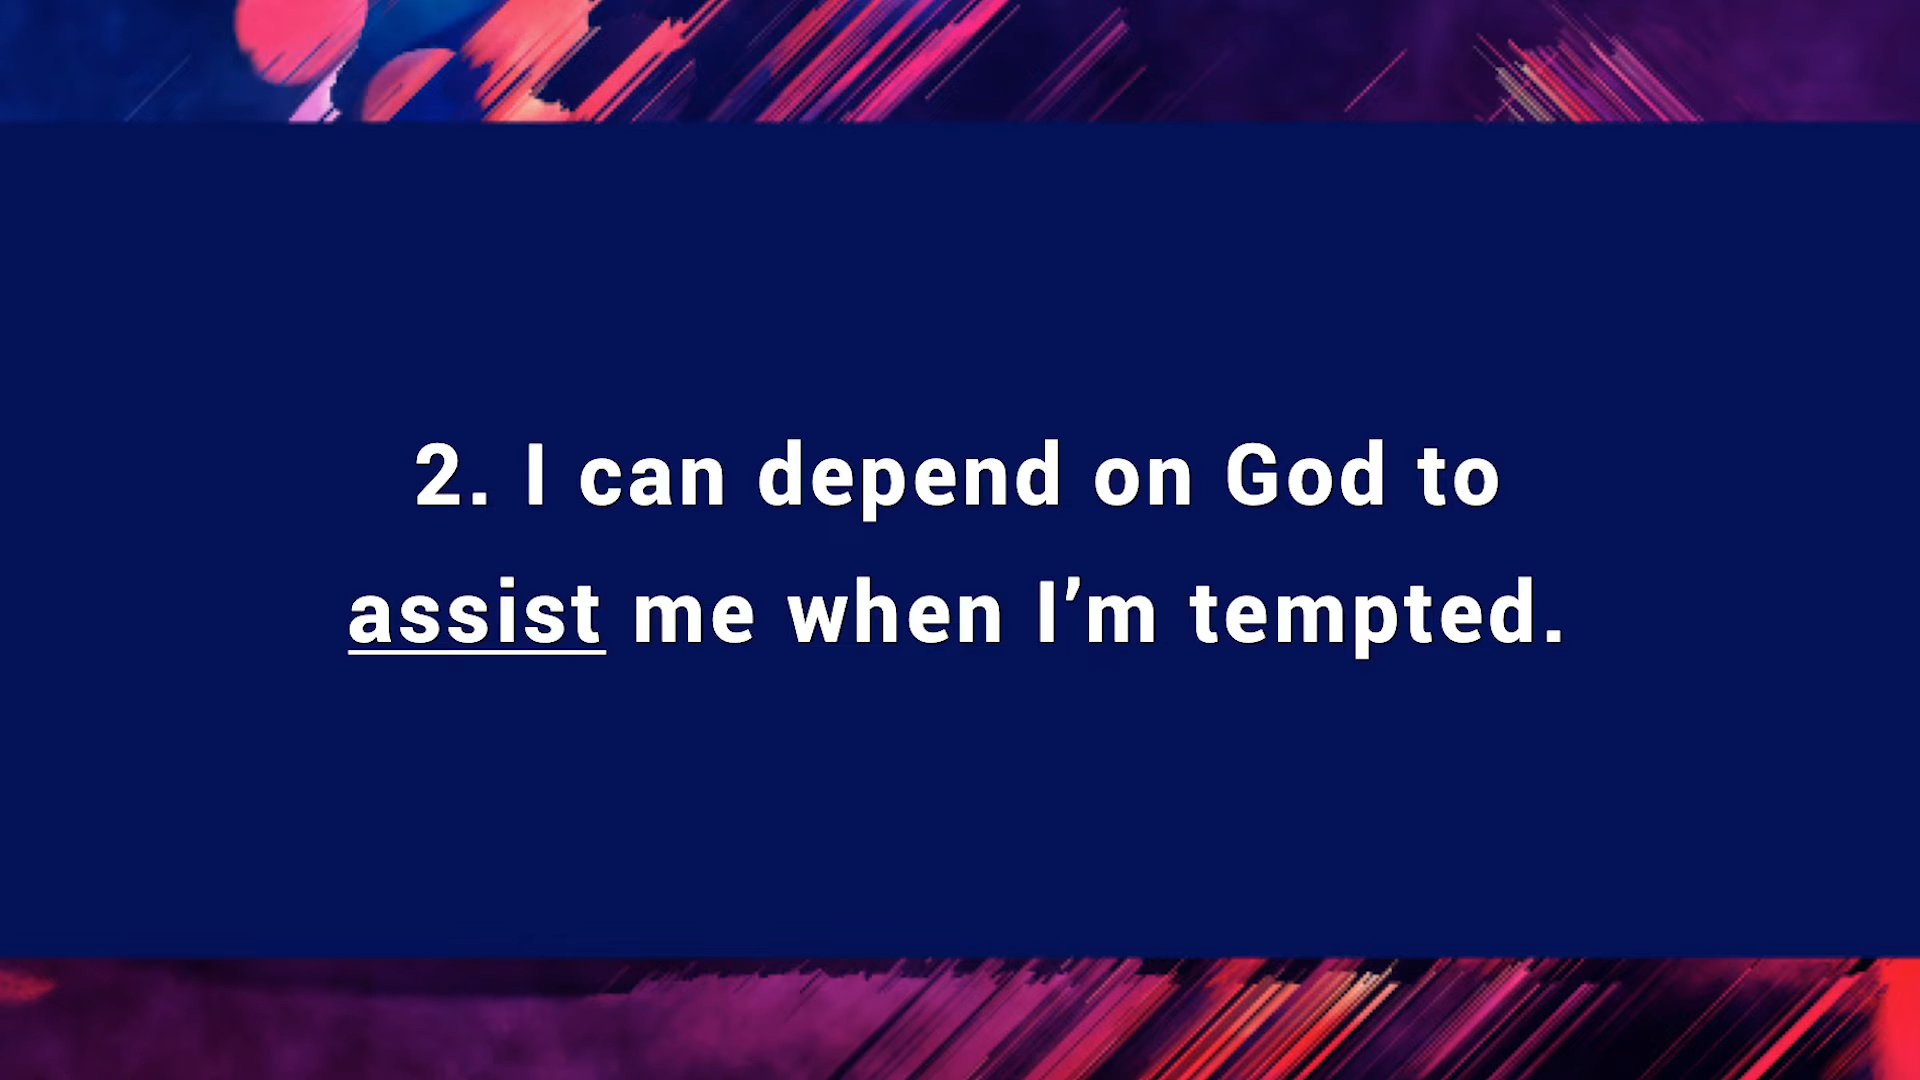 2. I can depend on God to
assist me when I’m tempted.